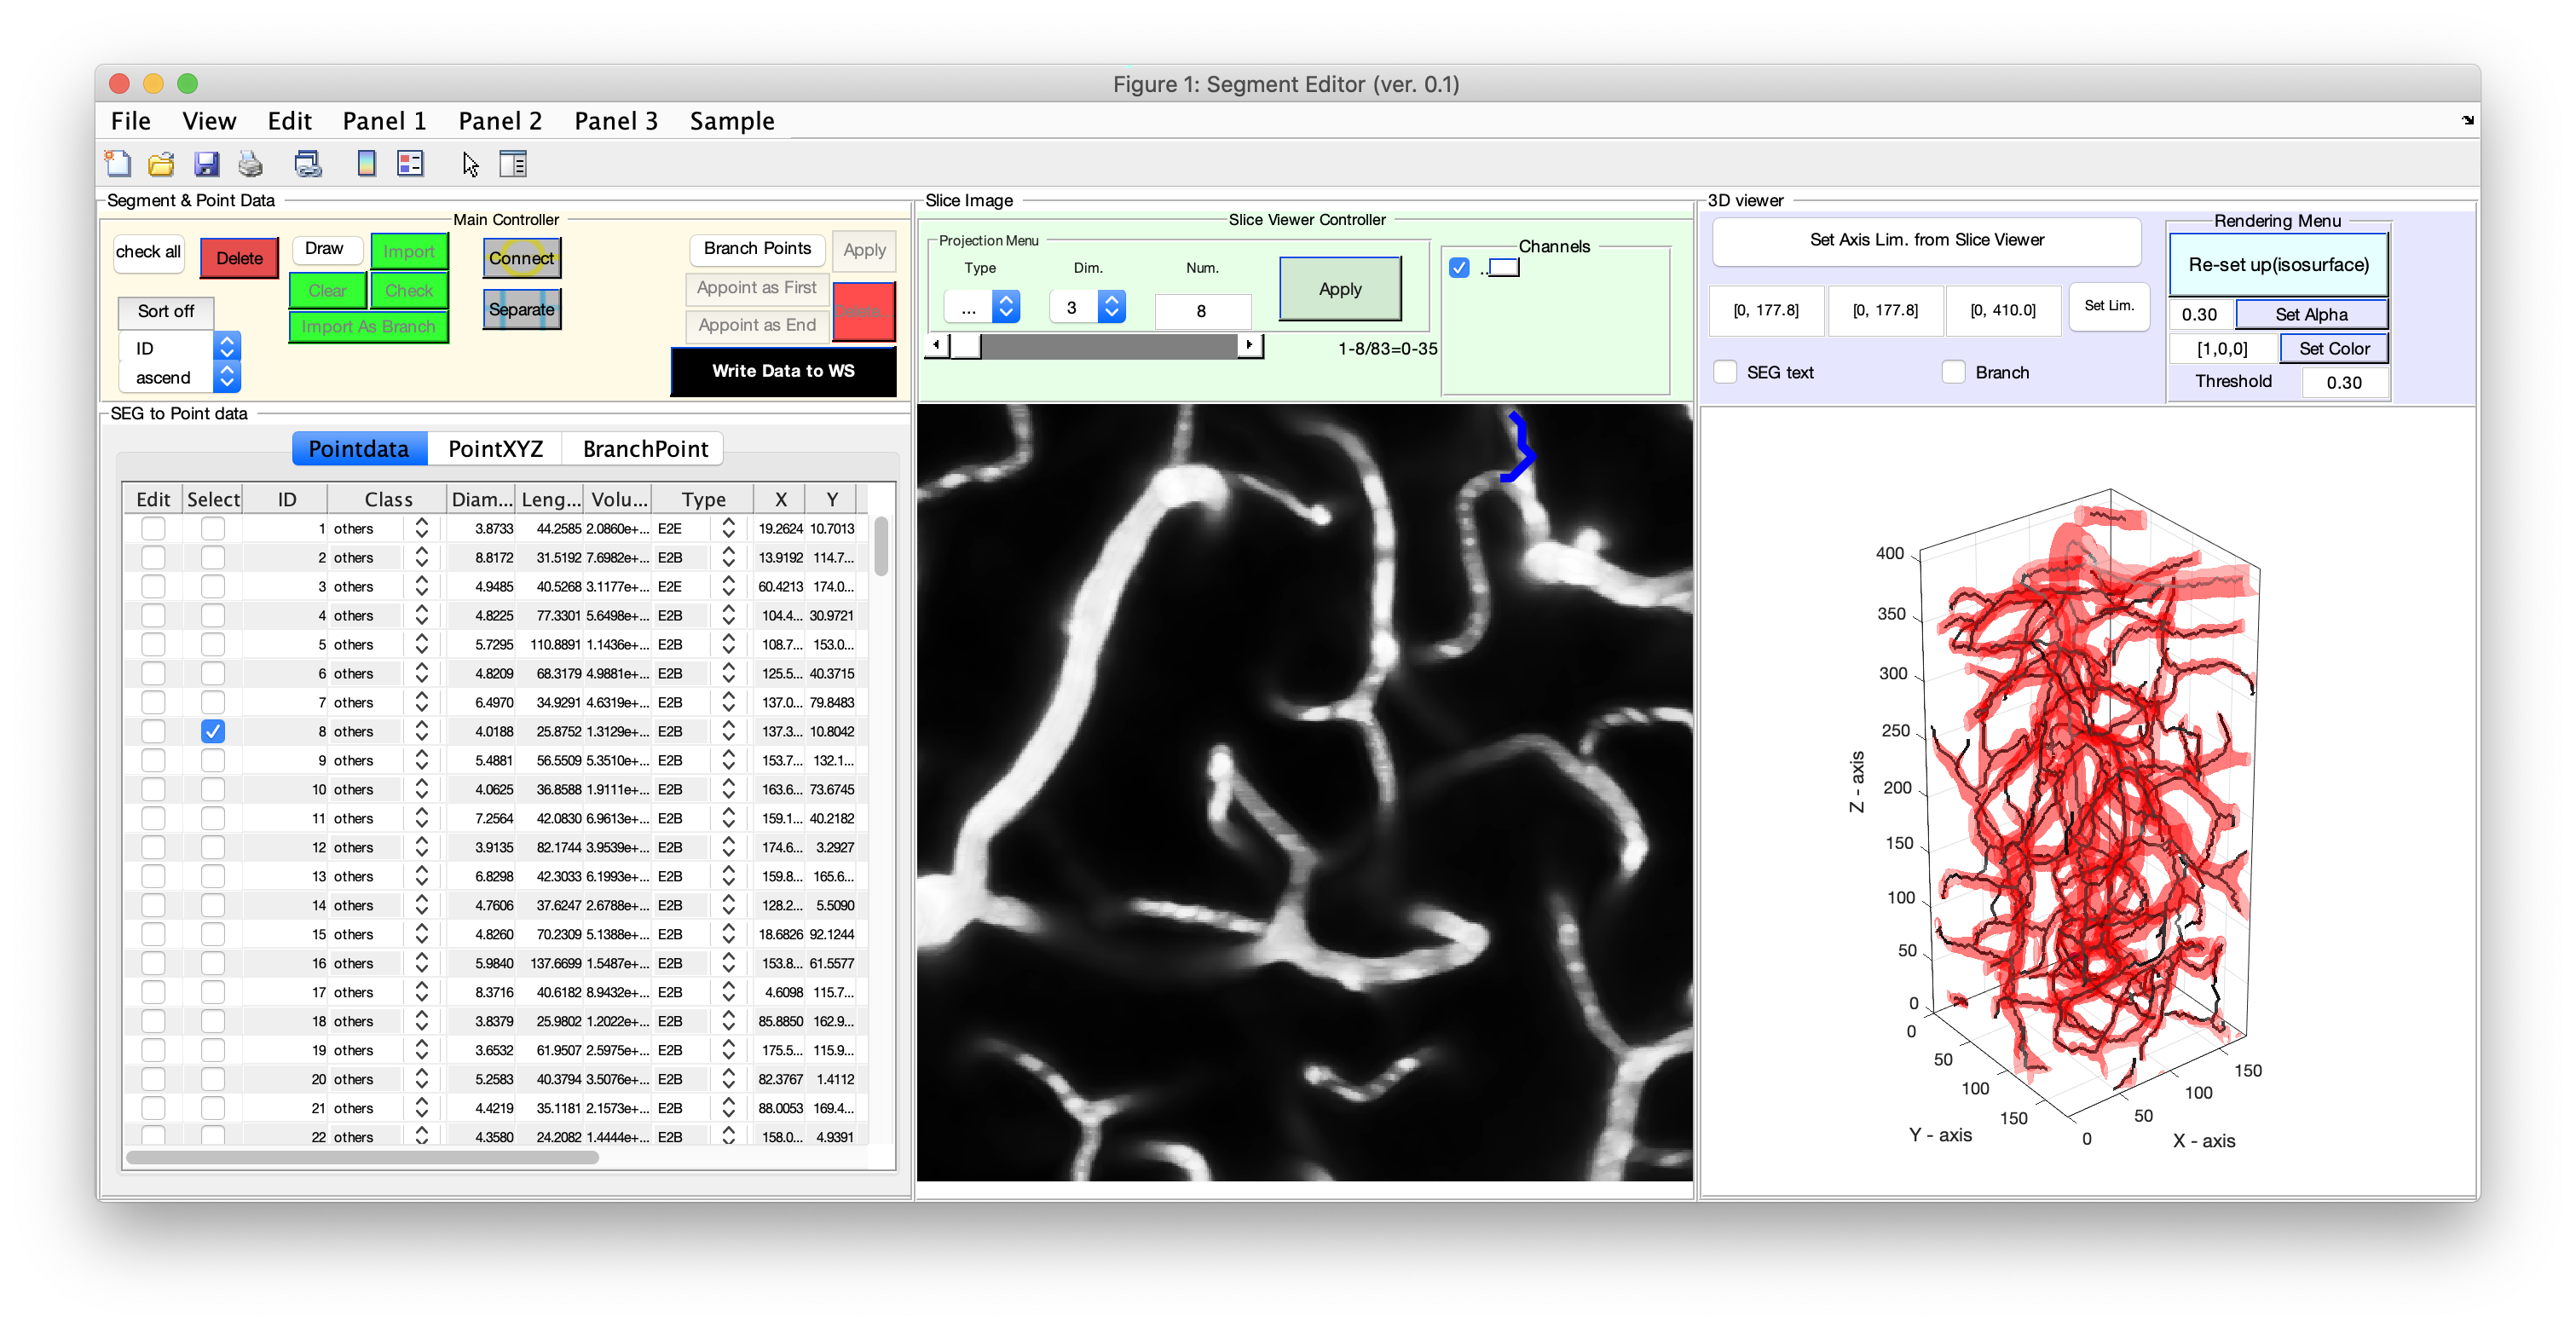 Figure 1: Segment Editor (ver. 0.1)
File View Edit Panel 1 Panel 2 Panel 3 Sample
Segment & Point Data
Main Controller
check all
Delete
Draw
Import
Clear
Check
Import As Branch
Connect
Separate
Branch Points
Apply
Appoint as First
Appoint as End
Delete...
Write Data to WS
Sort off
ID
ascend
SEG to Point data
Pointdata PointXYZ BranchPoint
Edit Select ID Class Diam... Leng... Volu... Type X Y
1 others 3.8733 44.2585 2.0860e+... E2E 19.2624 10.7013
2 others 8.8172 31.5192 7.6982e+... E2B 13.9192 114.7...
3 others 4.9485 40.5268 3.1177e+... E2E 60.4213 174.0...
4 others 4.8225 77.3301 5.6498e+... E2B 104.4... 30.9721
5 others 5.7295 110.8891 1.1436e+... E2B 108.7... 153.0...
6 others 4.8209 68.3179 4.9881e+... E2B 125.5... 40.3715
7 others 6.4970 34.9291 4.6319e+... E2B 137.0... 79.8483
8 others 4.0188 25.8752 1.3129e+... E2B 137.3... 10.8042
9 others 5.4881 56.5509 5.3510e+... E2B 153.7... 132.1...
10 others 4.0625 36.8588 1.9111e+... E2B 163.6... 73.6745
11 others 7.2564 42.0830 6.9613e+... E2B 159.1... 40.2182
12 others 3.9135 82.1744 3.9539e+... E2B 174.6... 3.2927
13 others 6.8298 42.3033 6.1993e+... E2B 159.8... 165.6...
14 others 4.7606 37.6247 2.6788e+... E2B 128.2... 5.5090
15 others 4.8260 70.2309 5.1388e+... E2B 18.6826 92.1244
16 others 5.9840 137.6699 1.5487e+... E2B 153.8... 61.5577
17 others 8.3716 40.6182 8.9432e+... E2B 4.6098 115.7...
18 others 3.8379 25.9802 1.2022e+... E2B 85.8850 162.9...
19 others 3.6532 61.9507 2.5975e+... E2B 175.5... 115.9...
20 others 5.2583 40.3794 3.5076e+... E2B 82.3767 1.4112
21 others 4.4219 35.1181 2.1573e+... E2B 88.0053 169.4...
22 others 4.3580 24.2082 1.4444e+... E2B 158.0... 4.9391
Slice Image
Slice Viewer Controller
Projection Menu
Type Dim. Num.
... 3 8
Apply
1-8/83=0-35
Channels
..
3D viewer
Set Axis Lim. from Slice Viewer
[0, 177.8] [0, 177.8] [0, 410.0] Set Lim.
SEG text Branch
Rendering Menu
Re-set up(isosurface)
0.30 Set Alpha
[1,0,0] Set Color
Threshold 0.30
400
350
300
250
200
150
100
50
0
Z - axis
0
50
100
150
Y - axis
0
50
100
150
X - axis